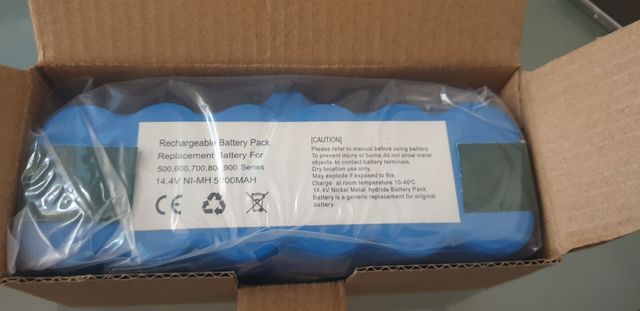 Rechargeable Battery Pack
Replacement Battery For
500,600,700,800,900 Series
14.4V NI-MH 5000MAH
CE
[CAUTION]
Please refer to manual before using battery.
To prevent injury or burns,do not allow metal
objects to contact battery terminals.
Dry location use only.
May explode if exposed to fire.
Charge at room temperature 10-40°C
14.4V Nickel Metal hydride Battery Pack
Battery is a generic replacement for original
battery.